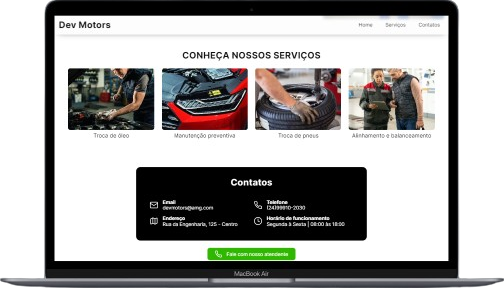 Dev Motors
Home Serviços Contatos
CONHEÇA NOSSOS SERVIÇOS
Troca de óleo Manutenção preventiva Troca de pneus Alinhamento e balanceamento
Contatos
Email Telefone
devmotors@amg.com (24)99910-2030
Endereço Horário de funcionamento
Rua da Engenharia, 125 - Centro Segunda à Sexta | 08:00 às 18:00
Fale com nosso atendente
MacBook Air